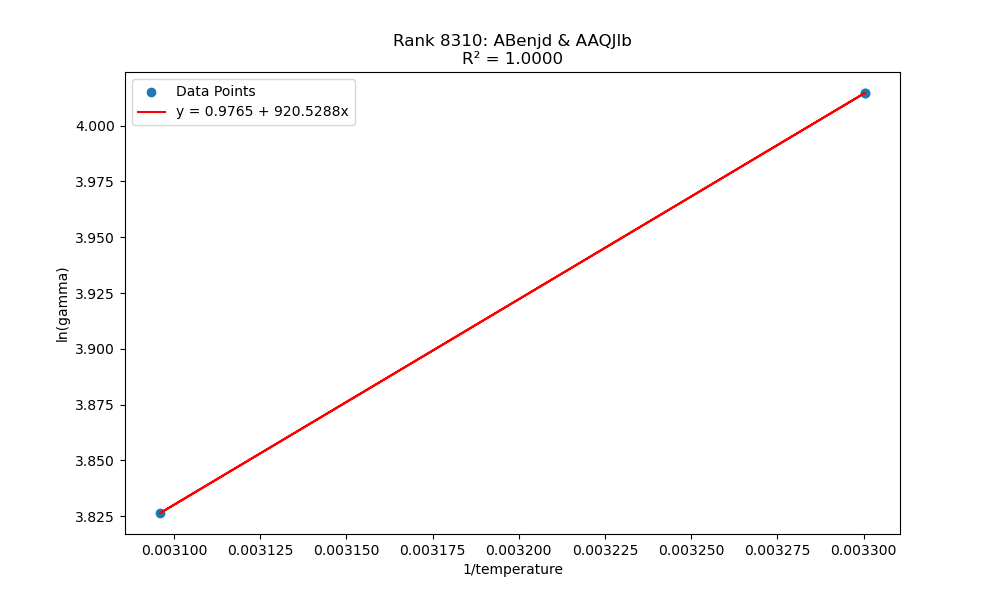 Rank 8310: ABenjd & AAQJlb
R² = 1.0000
Data Points
y = 0.9765 + 920.5288x
ln(gamma)
4.000
3.975
3.950
3.925
3.900
3.875
3.850
3.825
0.003100 0.003125 0.003150 0.003175 0.003200 0.003225 0.003250 0.003275 0.003300
1/temperature